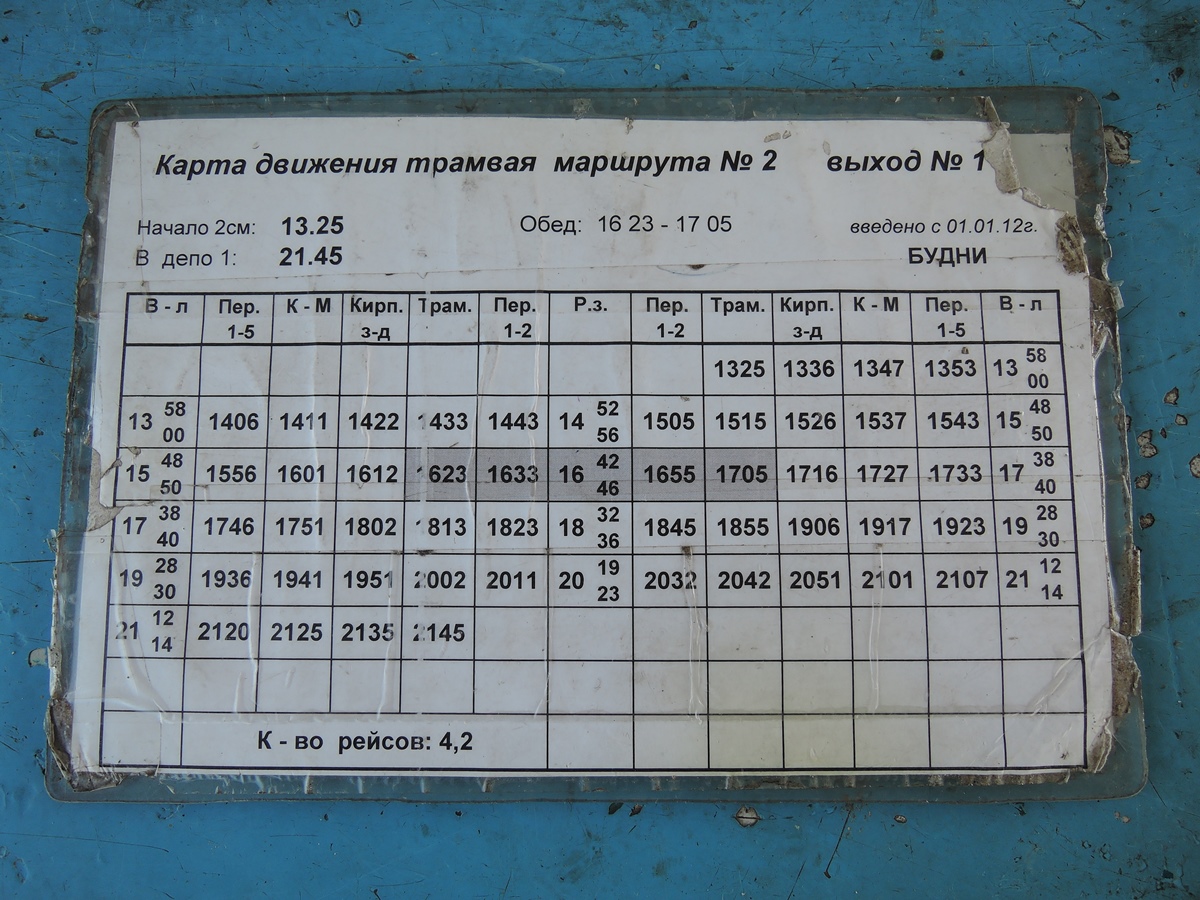 Карта движения трамвая маршрута № 2 выход № 1
Начало 2см: 13.25 Обед: 16 23 - 17 05 введено с 01.01.12г.
В депо 1: 21.45 БУДНИ
В - л Пер. К - М Кирп. Трам. Пер. Р.з. Пер. Трам. Кирп. К - М Пер. В - л
1-5 з-д 1-2 1-2 з-д 1-5
1325 1336 1347 1353 13 58 00
13 58 00 1406 1411 1422 1433 1443 14 52 56 1505 1515 1526 1537 1543 15 48 50
15 48 50 1556 1601 1612 1623 1633 16 42 46 1655 1705 1716 1727 1733 17 38 40
17 38 40 1746 1751 1802 1813 1823 18 32 36 1845 1855 1906 1917 1923 19 28 30
19 28 30 1936 1941 1951 2002 2011 20 19 23 2032 2042 2051 2101 2107 21 12 14
21 12 14 2120 2125 2135 2145
К - во рейсов: 4,2